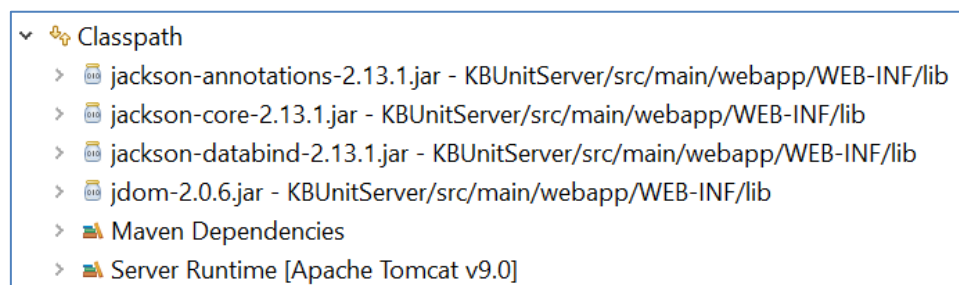 Classpath
jackson-annotations-2.13.1.jar - KBUnitServer/src/main/webapp/WEB-INF/lib
jackson-core-2.13.1.jar - KBUnitServer/src/main/webapp/WEB-INF/lib
jackson-databind-2.13.1.jar - KBUnitServer/src/main/webapp/WEB-INF/lib
jdom-2.0.6.jar - KBUnitServer/src/main/webapp/WEB-INF/lib
Maven Dependencies
Server Runtime [Apache Tomcat v9.0]